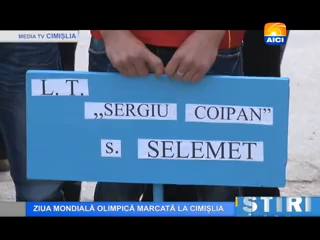 MEDIA TV CIMIȘLIA
AICI
L. T.
„SERGIU COIPAN”
s. SELEMET
ZIUA MONDIALĂ OLIMPICĂ MARCATĂ LA CIMIȘLIA
ȘTIRI